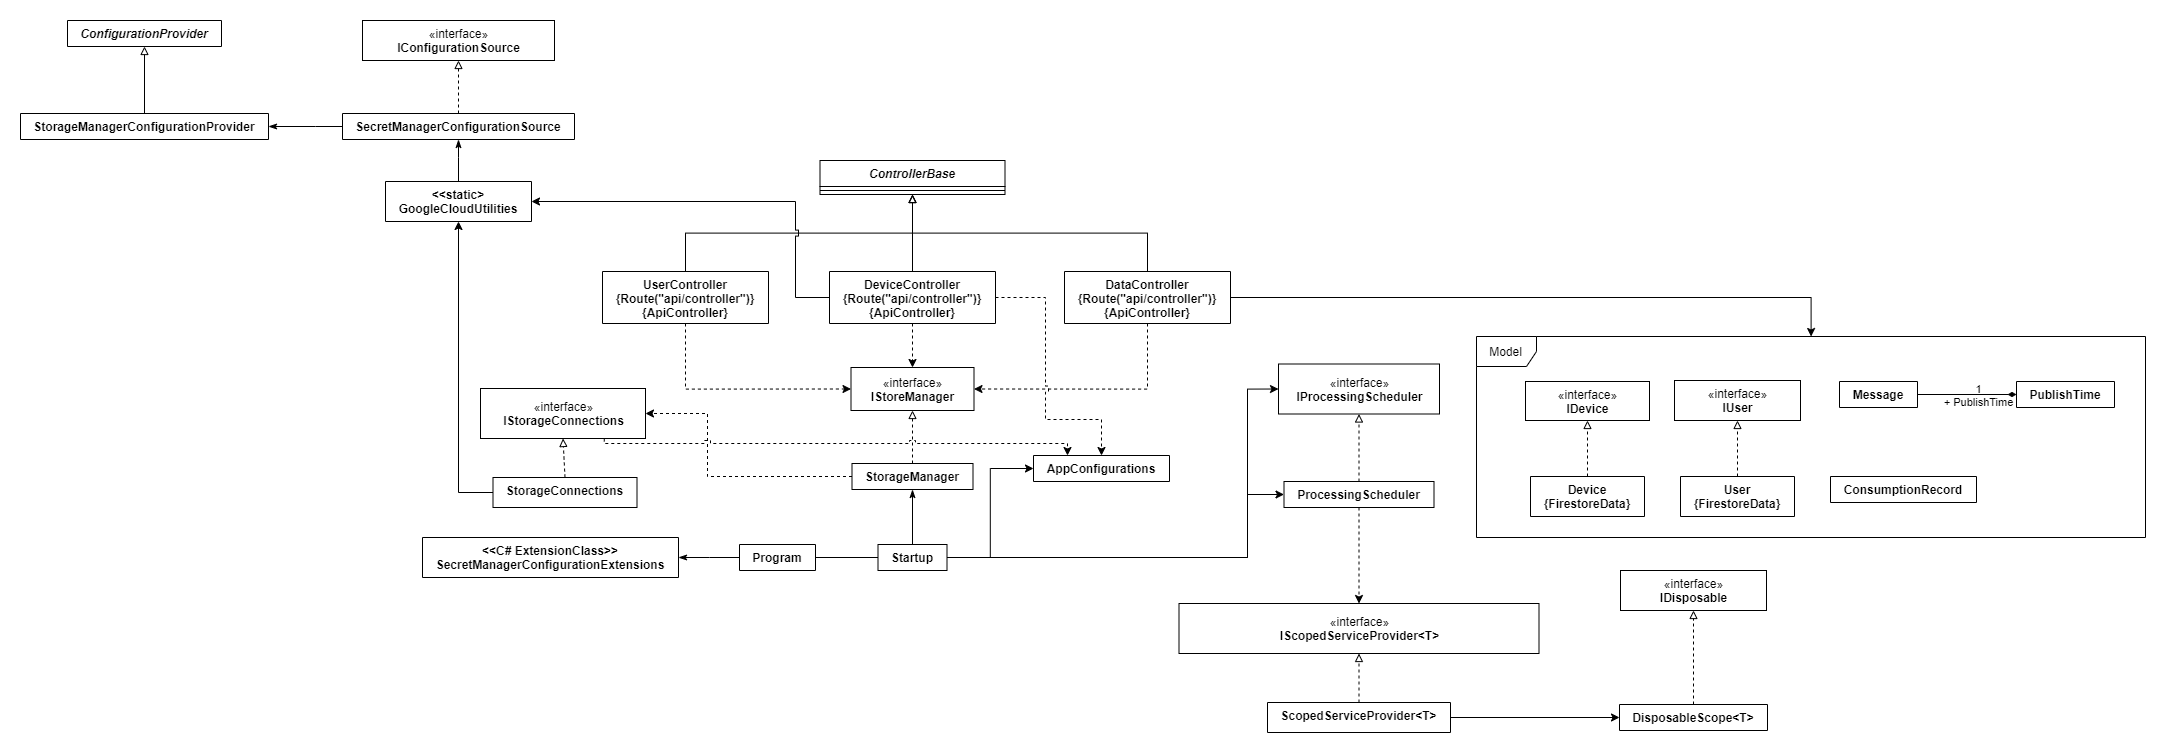 ConfigurationProvider
«interface»
IConfigurationSource
StorageManagerConfigurationProvider
SecretManagerConfigurationSource
<<static>
GoogleCloudUtilities
ControllerBase
UserController
{Route("api/controller")}
{ApiController}
DeviceController
{Route("api/controller")}
{ApiController}
DataController
{Route("api/controller")}
{ApiController}
Model
«interface»
IDevice
«interface»
IUser
Message
1
+ PublishTime
PublishTime
Device
{FirestoreData}
User
{FirestoreData}
ConsumptionRecord
«interface»
IStorageConnections
«interface»
IStoreManager
«interface»
IProcessingScheduler
StorageConnections
StorageManager
AppConfigurations
ProcessingScheduler
<<C# ExtensionClass>>
SecretManagerConfigurationExtensions
Program
Startup
«interface»
IScopedServiceProvider<T>
«interface»
IDisposable
ScopedServiceProvider<T>
DisposableScope<T>